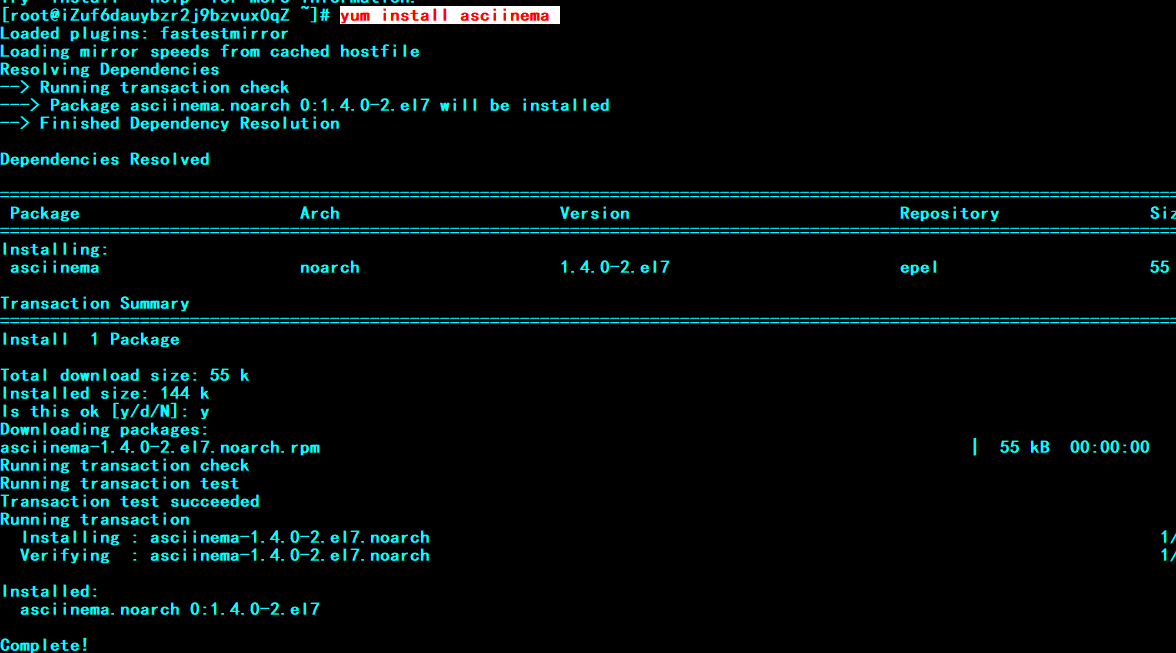 [root@iZuf6dauybzr2j9bzvux0qZ ~]# yum install asciinema
Loaded plugins: fastestmirror
Loading mirror speeds from cached hostfile
Resolving Dependencies
--> Running transaction check
---> Package asciinema.noarch 0:1.4.0-2.el7 will be installed
--> Finished Dependency Resolution
Dependencies Resolved
Package Arch Version Repository Siz
Installing:
asciinema noarch 1.4.0-2.el7 epel 55
Transaction Summary
Install 1 Package
Total download size: 55 k
Installed size: 144 k
Is this ok [y/d/N]: y
Downloading packages:
asciinema-1.4.0-2.el7.noarch.rpm | 55 kB 00:00:00
Running transaction check
Running transaction test
Transaction test succeeded
Running transaction
Installing : asciinema-1.4.0-2.el7.noarch 1/
Verifying : asciinema-1.4.0-2.el7.noarch 1/
Installed:
asciinema.noarch 0:1.4.0-2.el7
Complete!